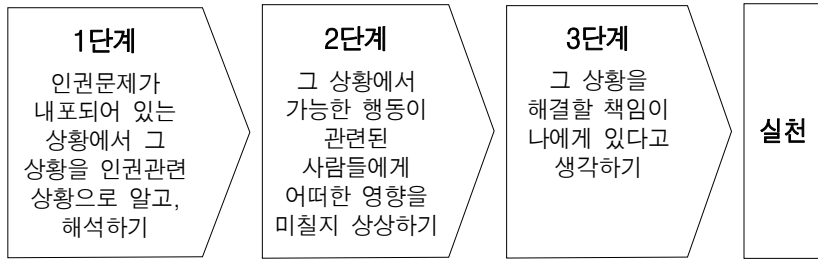 1단계
인권문제가
내포되어 있는
상황에서 그
상황을 인권관련
상황으로 알고,
해석하기
2단계
그 상황에서
가능한 행동이
관련된
사람들에게
어떠한 영향을
미칠지 상상하기
3단계
그 상황을
해결할 책임이
나에게 있다고
생각하기
실천